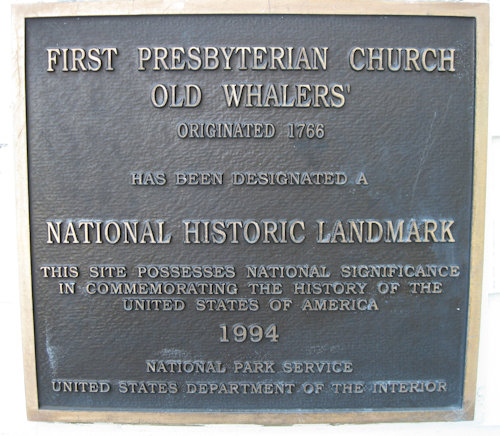 FIRST PRESBYTERIAN CHURCH
OLD WHALERS'
ORIGINATED 1766
HAS BEEN DESIGNATED A
NATIONAL HISTORIC LANDMARK
THIS SITE POSSESSES NATIONAL SIGNIFICANCE
IN COMMEMORATING THE HISTORY OF THE
UNITED STATES OF AMERICA
1994
NATIONAL PARK SERVICE
UNITED STATES DEPARTMENT OF THE INTERIOR